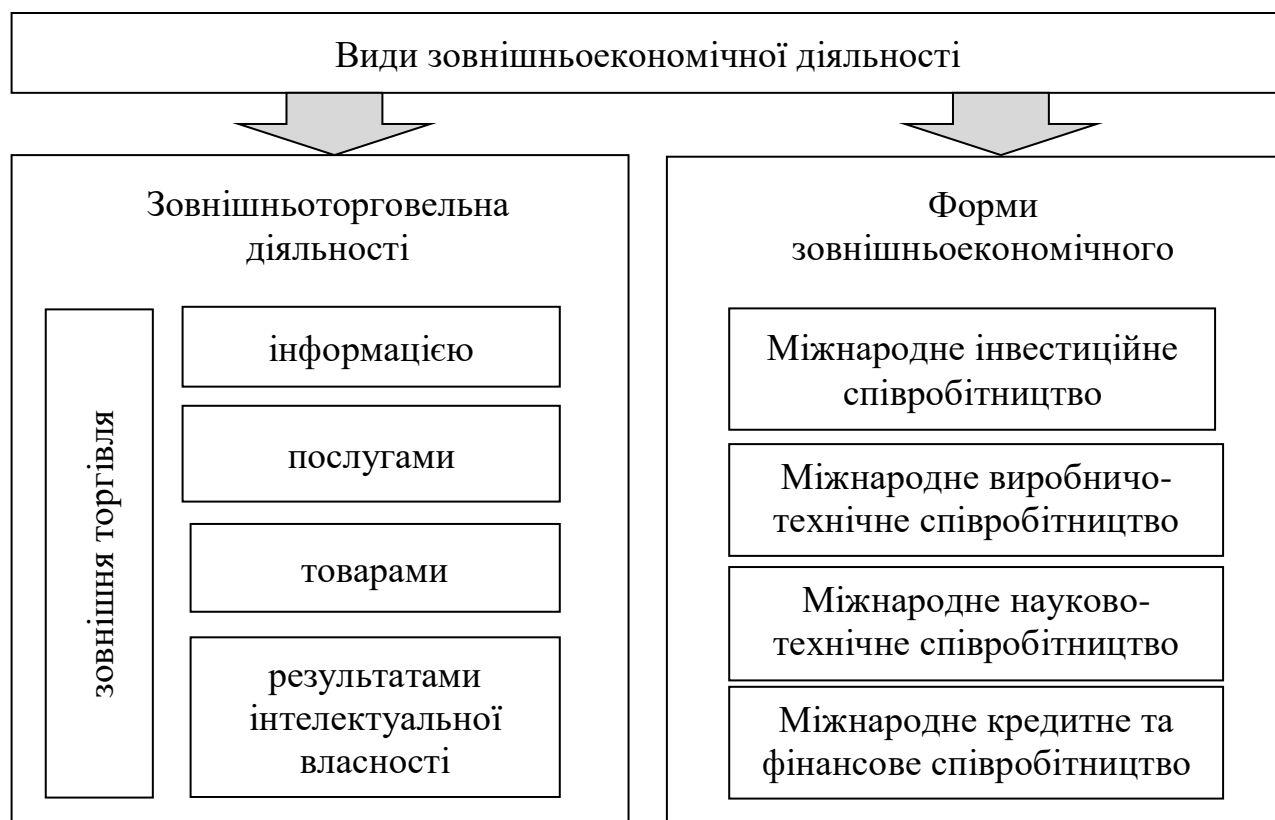 Види зовнішньоекономічної діяльності
Зовнішньоторговельна
діяльності
зовнішня торгівля
інформацією
послугами
товарами
результатами
інтелектуальної
власності
Форми
зовнішньоекономічного
Міжнародне інвестиційне
співробітництво
Міжнародне виробничо-
технічне співробітництво
Міжнародне науково-
технічне співробітництво
Міжнародне кредитне та
фінансове співробітництво